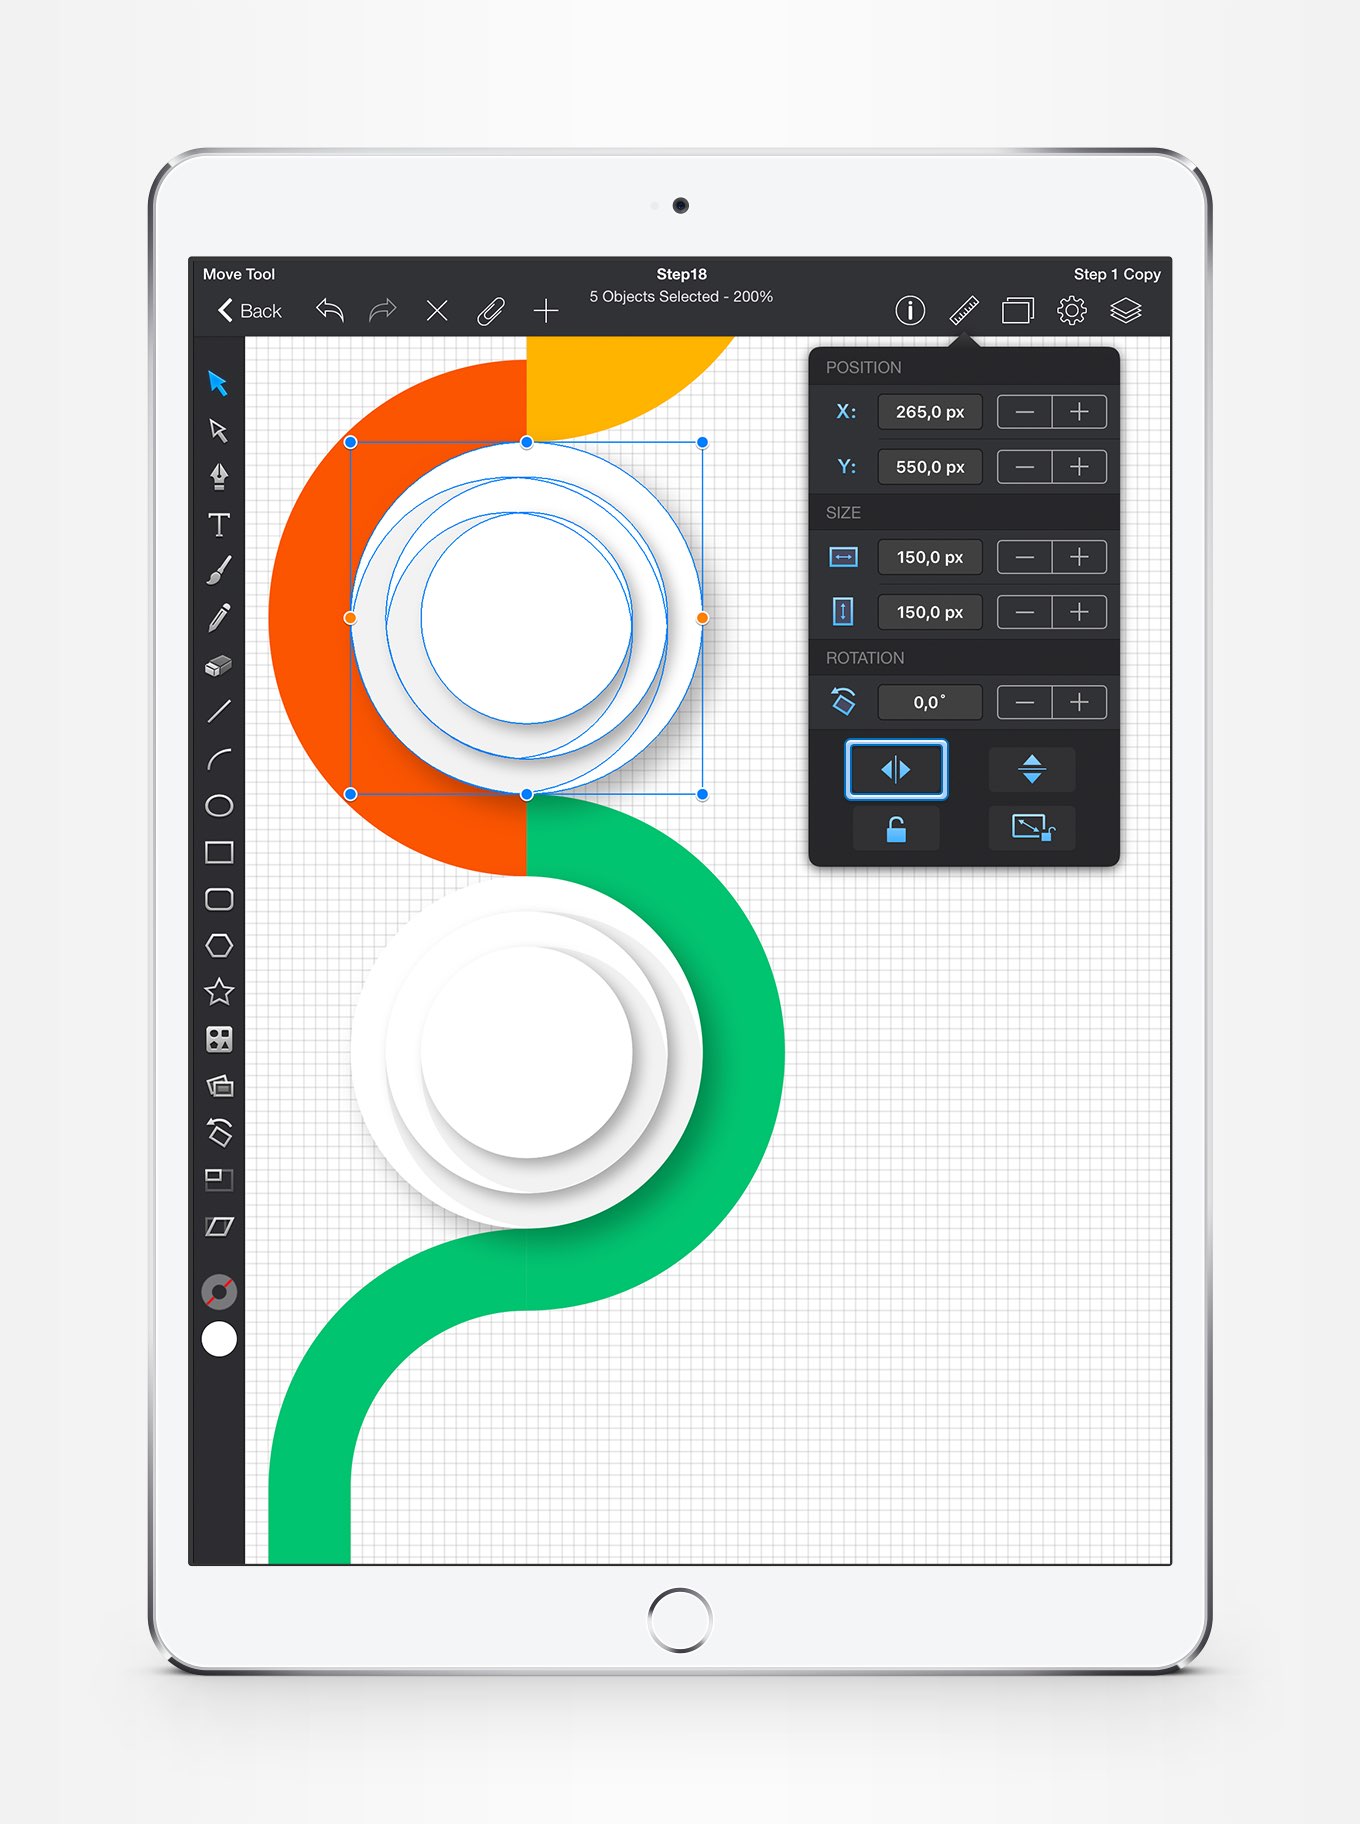 Move Tool
Step18
Step 1 Copy
Back
5 Objects Selected - 200%
POSITION
X: 265,0 px
Y: 550,0 px
SIZE
150,0 px
150,0 px
ROTATION
0,0°